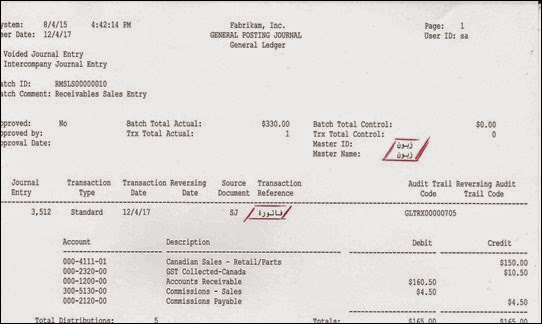 ystem: 8/4/15 4:42:14 PM Fabrikam, Inc. Page: 1
ser Date: 12/4/17 GENERAL POSTING JOURNAL User ID: sa
General Ledger
Voided Journal Entry
Intercompany Journal Entry
atch ID: RMSLS00000010
atch Comment: Receivables Sales Entry
pproved: No Batch Total Actual: $330.00 Batch Total Control: $0.00
pproved by: Trx Total Actual: 1 Trx Total Control: 0
pproval Date: Master ID: زبون
Master Name: زبون
Journal Transaction Transaction Reversing Source Transaction Audit Trail Reversing Audit
Entry Type Date Date Document Reference Code Trail Code
3,512 Standard 12/4/17 SJ فاتورة GLTRX00000705
Account Description Debit Credit
000-4111-01 Canadian Sales - Retail/Parts $150.00
000-2320-00 GST Collected-Canada $10.50
000-1200-00 Accounts Receivable $160.50
300-5130-00 Commissions - Sales $4.50
000-2120-00 Commissions Payable $4.50
Total Distributions: 5 Totals: $165.00 $165.00